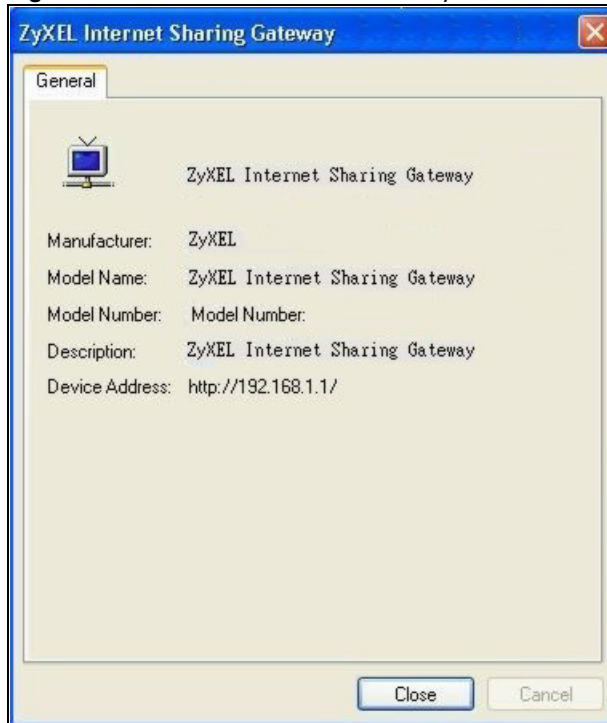 ZyXEL Internet Sharing Gateway
General
ZyXEL Internet Sharing Gateway
Manufacturer: ZyXEL
Model Name: ZyXEL Internet Sharing Gateway
Model Number: Model Number:
Description: ZyXEL Internet Sharing Gateway
Device Address: http://192.168.1.1/
Close Cancel